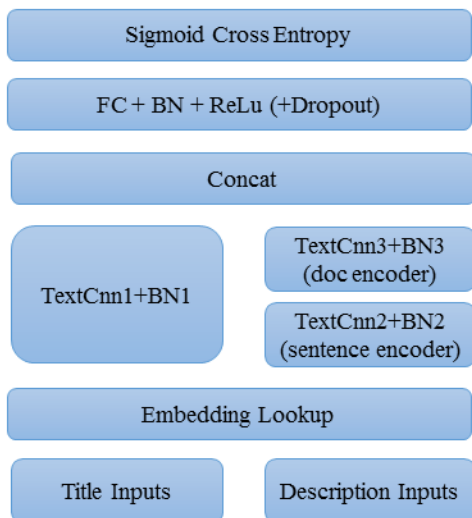 Sigmoid Cross Entropy
FC + BN + ReLu (+Dropout)
Concat
TextCnn1+BN1
TextCnn3+BN3
(doc encoder)
TextCnn2+BN2
(sentence encoder)
Embedding Lookup
Title Inputs
Description Inputs